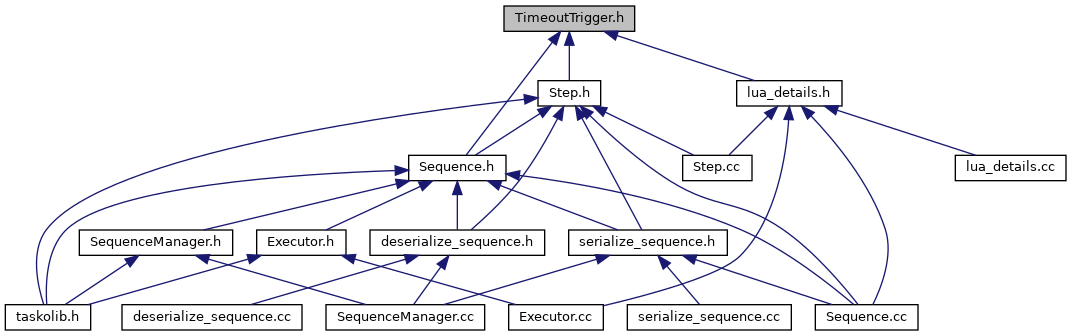 TimeoutTrigger.h
Step.h
lua_details.h
Sequence.h
Step.cc
lua_details.cc
SequenceManager.h
Executor.h
deserialize_sequence.h
serialize_sequence.h
taskolib.h
deserialize_sequence.cc
SequenceManager.cc
Executor.cc
serialize_sequence.cc
Sequence.cc